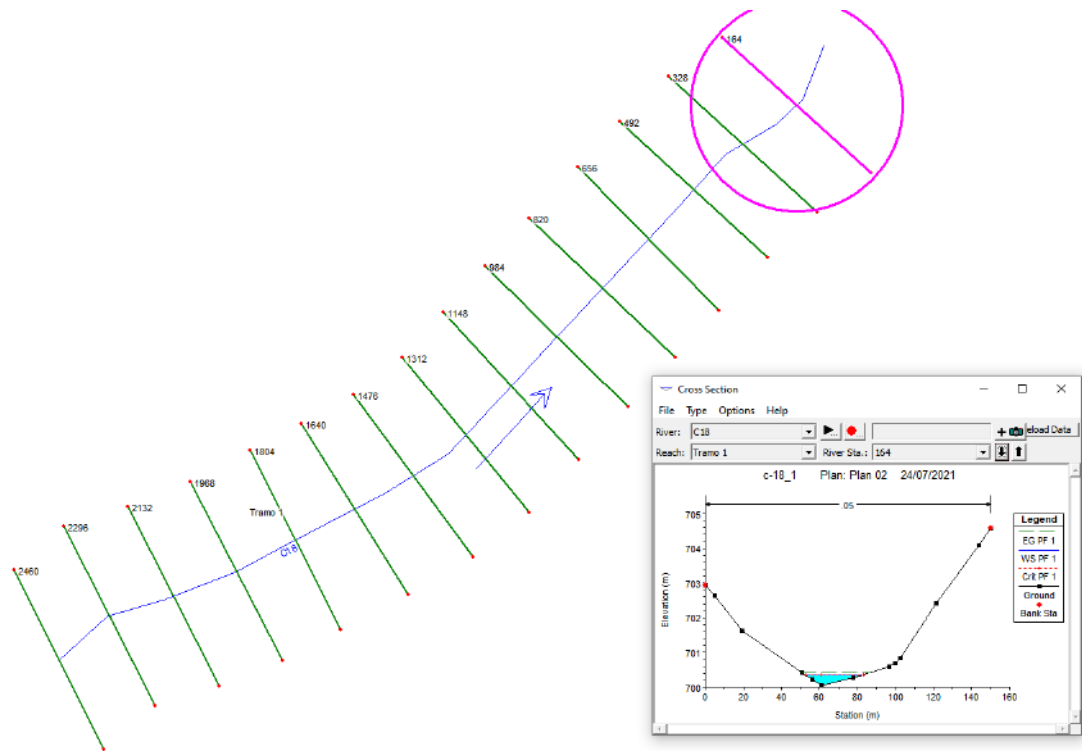 164
328
492
656
820
984
1148
1312
1476
1640
1804
1968
2132
2296
2460
Tramo 1
C18
Cross Section
File Type Options Help
River: C18 eload Data
Reach: Tramo 1 River Sta.: 164
c-18_1 Plan: Plan 02 24/07/2021
.05
Elevation (m)
705
704
703
702
701
700
0 20 40 60 80 100 120 140 160
Station (m)
Legend
EG PF 1
WS PF 1
Crit PF 1
Ground
Bank Sta